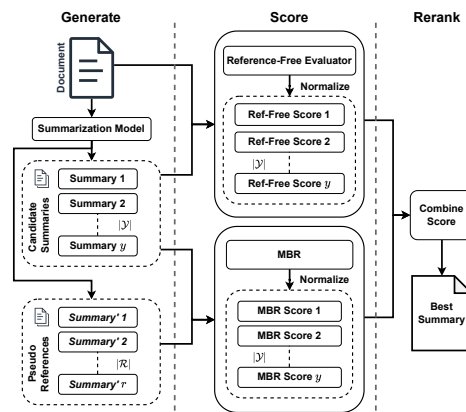 Generate
Score
Rerank
Document
Summarization Model
Candidate
Summaries
Summary 1
Summary 2
|𝒴|
Summary y
Pseudo
References
Summary' 1
Summary' 2
|ℛ|
Summary' r
Reference-Free Evaluator
Normalize
Ref-Free Score 1
Ref-Free Score 2
|𝒴|
Ref-Free Score y
MBR
Normalize
MBR Score 1
MBR Score 2
|𝒴|
MBR Score y
Combine
Score
Best
Summary